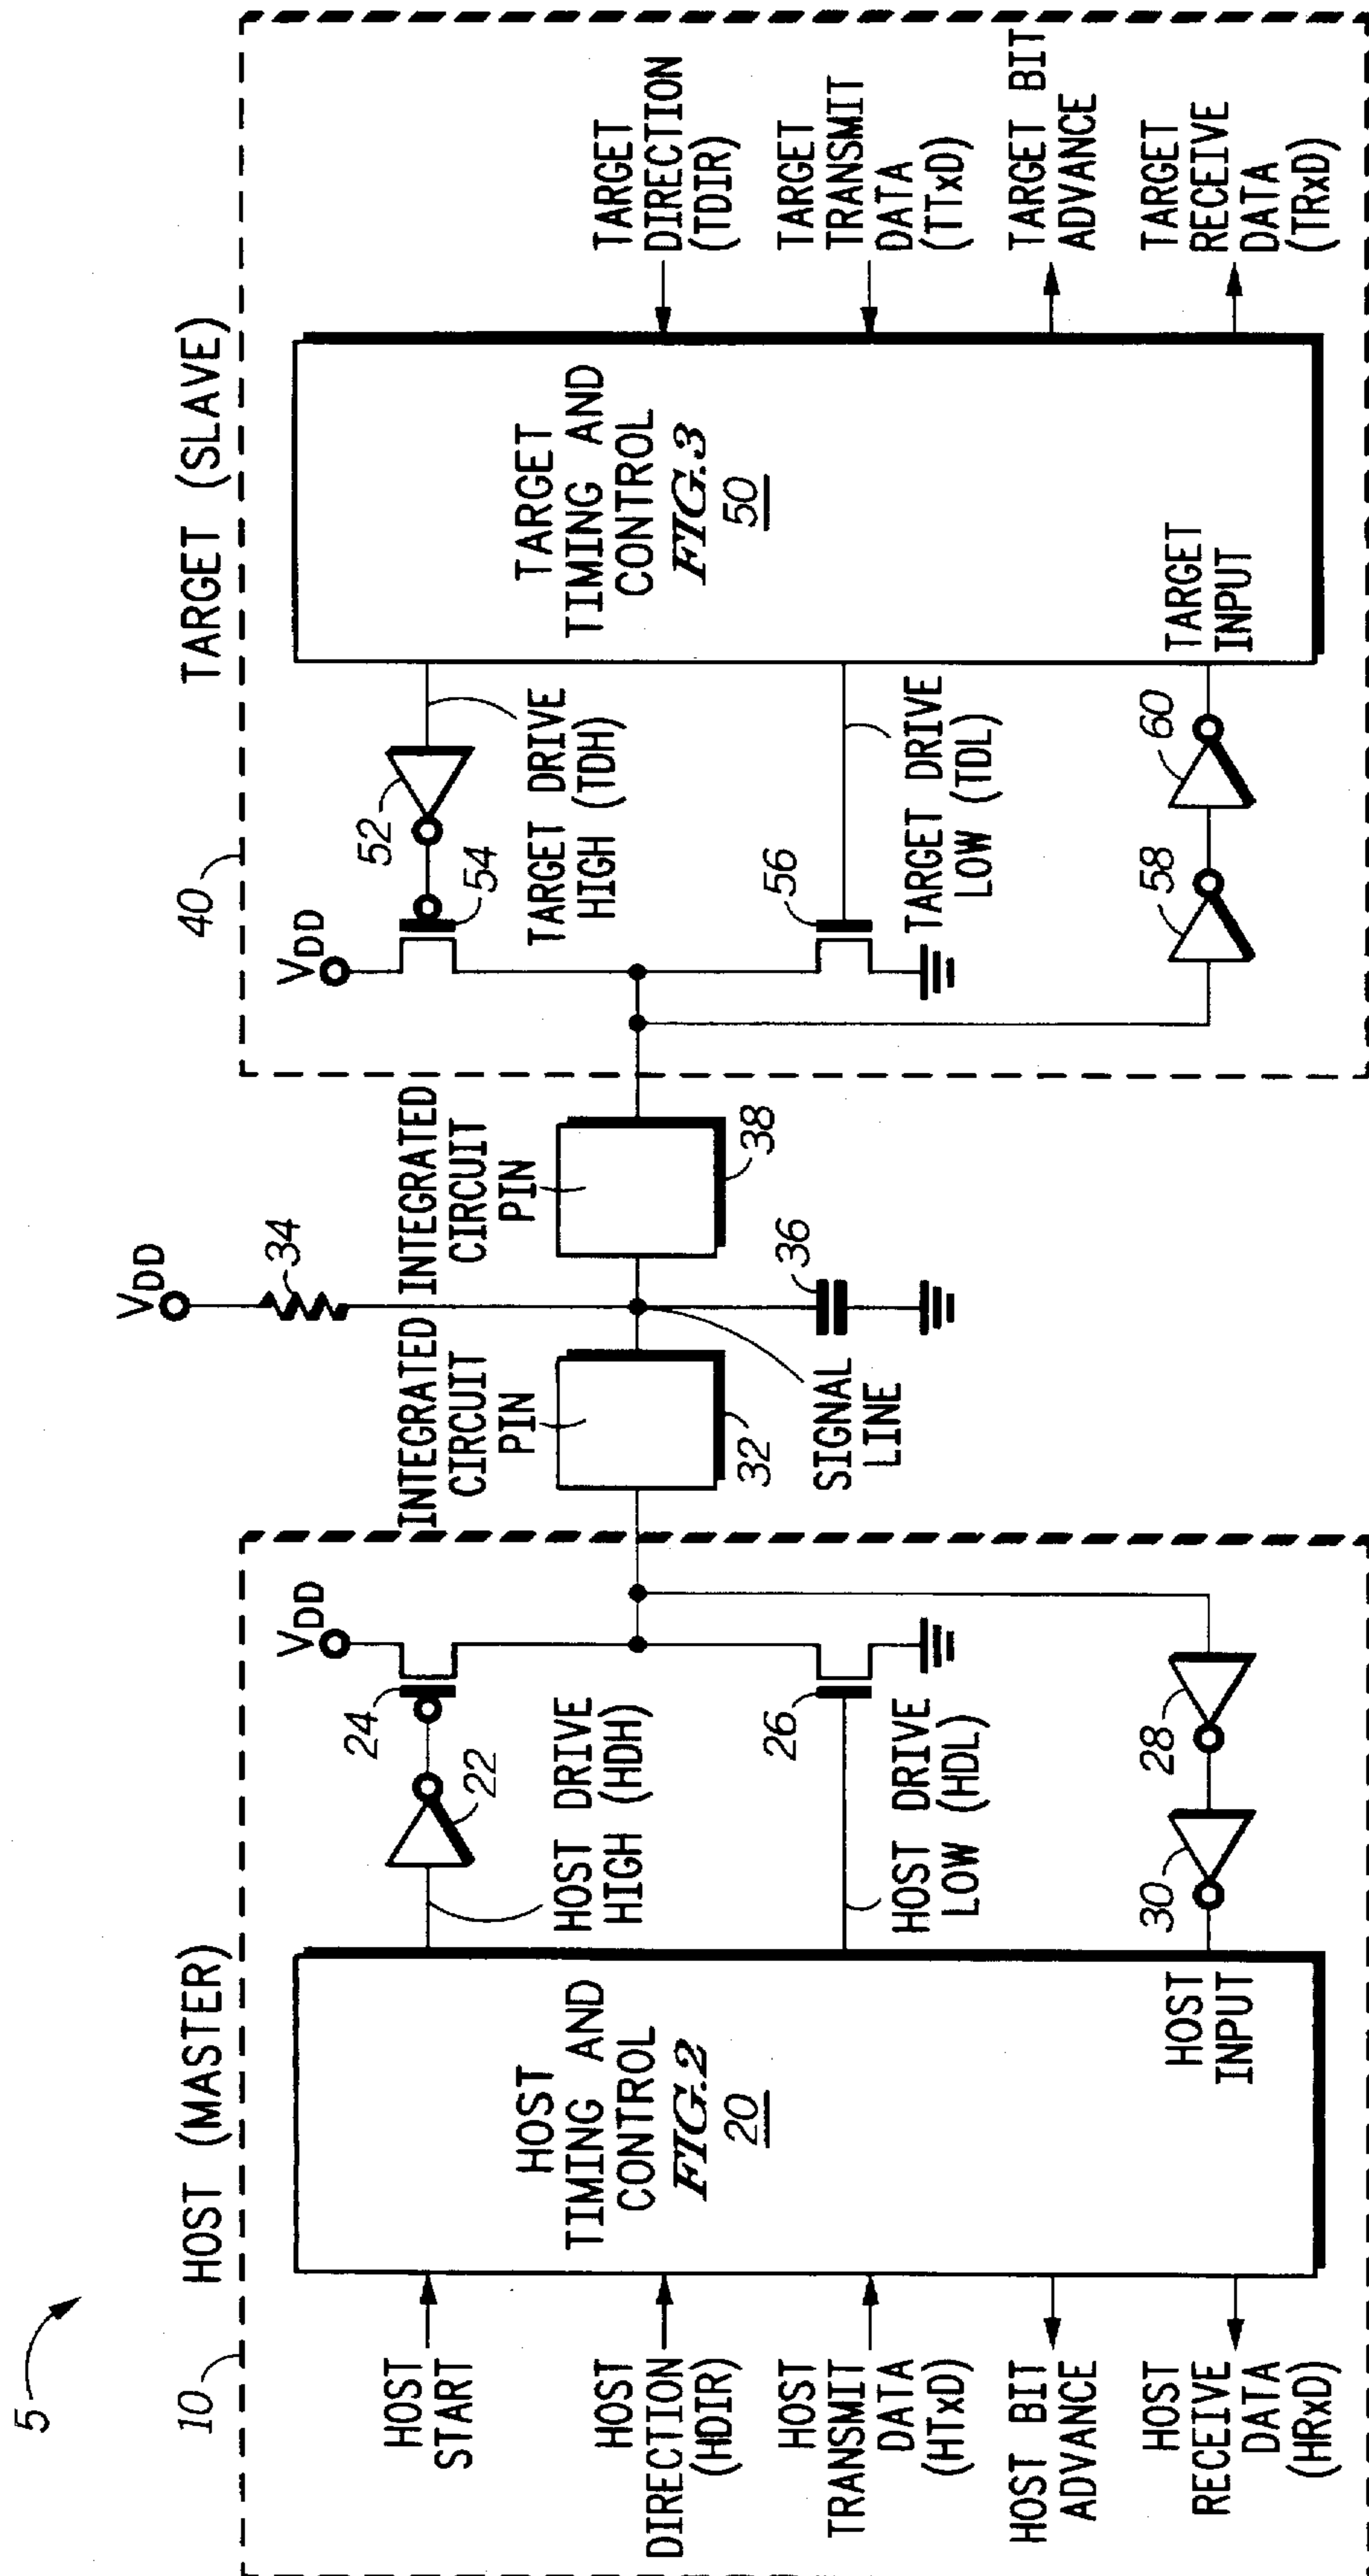 5
10
HOST (MASTER)
HOST
START
HOST
DIRECTION
(HDIR)
HOST
TRANSMIT
DATA
(HTxD)
HOST BIT
ADVANCE
HOST
RECEIVE
DATA
(HRxD)
HOST
TIMING AND
CONTROL
FIG.2
20
HOST
INPUT
22
24
VDD
HOST DRIVE
HIGH (HDH)
26
HOST DRIVE
LOW (HDL)
30
28
VDD
34
INTEGRATED
CIRCUIT
PIN
32
INTEGRATED
CIRCUIT
PIN
38
36
SIGNAL
LINE
40
TARGET (SLAVE)
VDD
52
54
TARGET DRIVE
HIGH (TDH)
56
TARGET DRIVE
LOW (TDL)
58
60
TARGET
TIMING AND
CONTROL
FIG.3
50
TARGET
INPUT
TARGET
DIRECTION
(TDIR)
TARGET
TRANSMIT
DATA
(TTxD)
TARGET BIT
ADVANCE
TARGET
RECEIVE
DATA
(TRxD)